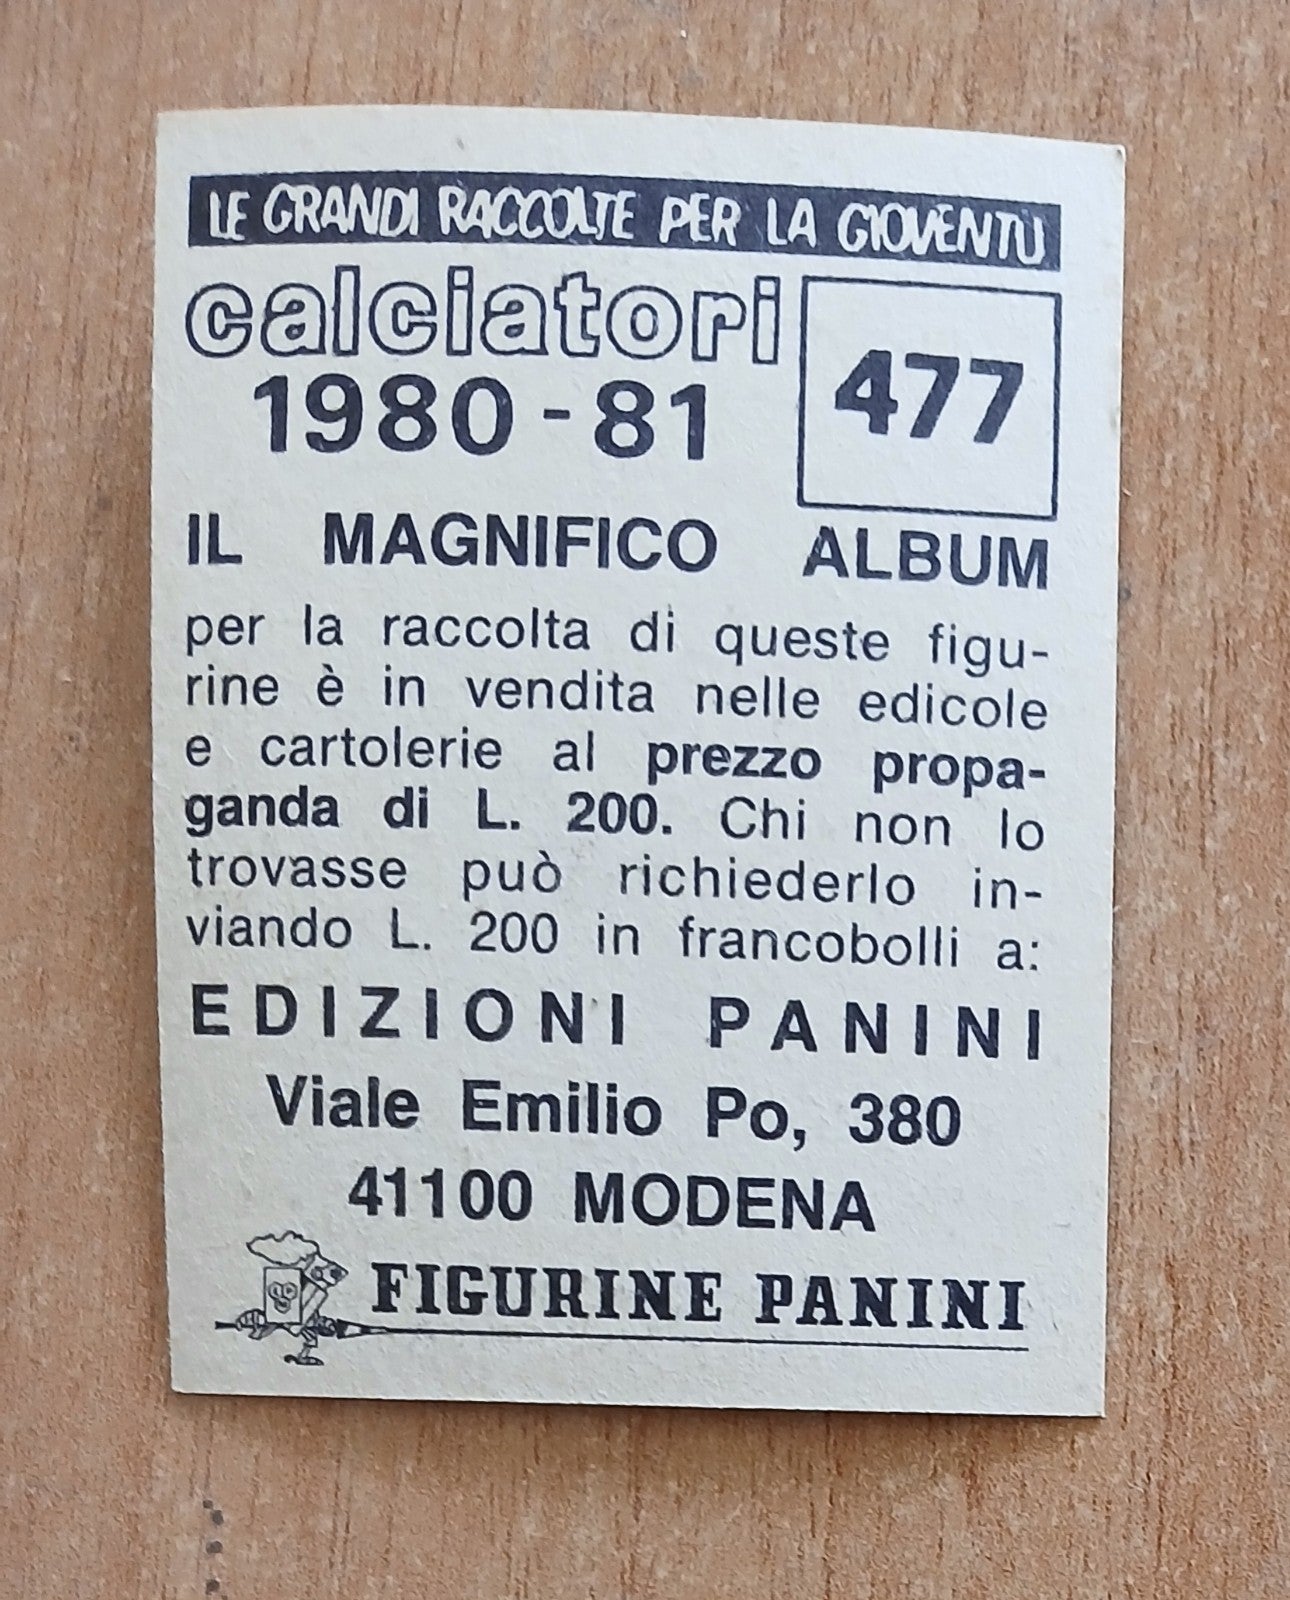 LE GRANDI RACCOLTE PER LA GIOVENTÙ
calciatori
1980-81
477
IL MAGNIFICO ALBUM
per la raccolta di queste figu-
rine è in vendita nelle edicole
e cartolerie al prezzo propa-
ganda di L. 200. Chi non lo
trovasse può richiederlo in-
viando L. 200 in francobolli a:
EDIZIONI PANINI
Viale Emilio Po, 380
41100 MODENA
FIGURINE PANINI